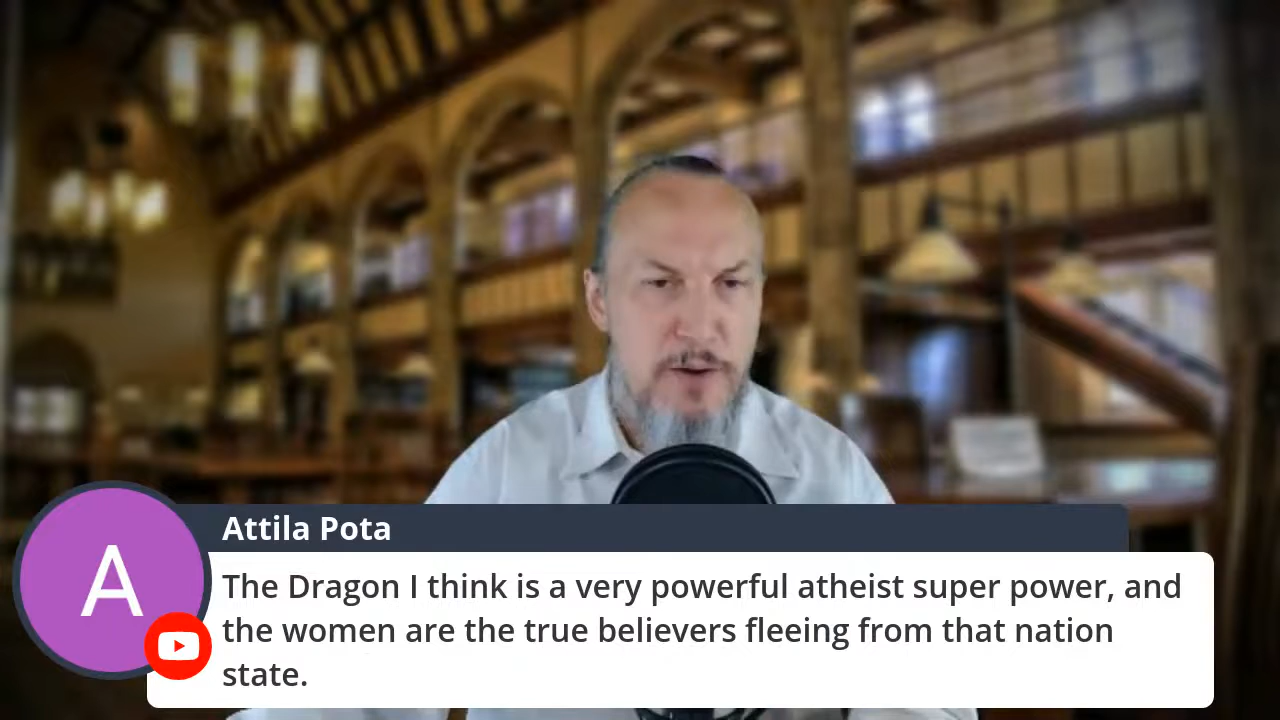 Attila Pota
A
The Dragon I think is a very powerful atheist super power, and
the women are the true believers fleeing from that nation
state.